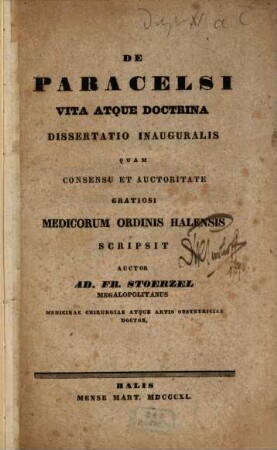 DE
PARACELSI
VITA ATQUE DOCTRINA
DISSERTATIO INAUGURALIS
QUAM
CONSENSU ET AUCTORITATE
GRATIOSI
MEDICORUM ORDINIS HALENSIS
SCRIPSIT
AUCTOR
AD. FR. STOERZEL
MEGALOPOLITANUS
MEDICINAE CHIRURGIAE ATQUE ARTIS OBSTETRICIAE
DOCTOR.
HALIS
MENSE MART. MDCCCXL.